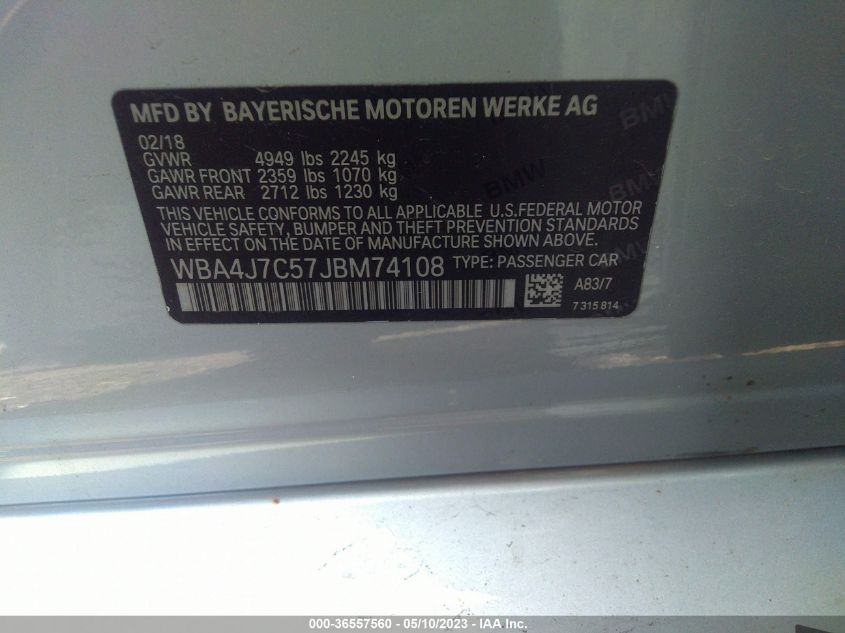 MFD BY BAYERISCHE MOTOREN WERKE AG
02/18
GVWR 4949 lbs 2245 kg
GAWR FRONT 2359 lbs 1070 kg
GAWR REAR 2712 lbs 1230 kg
THIS VEHICLE CONFORMS TO ALL APPLICABLE U.S.FEDERAL MOTOR
VEHICLE SAFETY, BUMPER AND THEFT PREVENTION STANDARDS
IN EFFECT ON THE DATE OF MANUFACTURE SHOWN ABOVE.
WBA4J7C57JBM74108 TYPE: PASSENGER CAR
A83/7
7 315 814
BMW
BMW
000-36557560 - 05/10/2023 - IAA Inc.